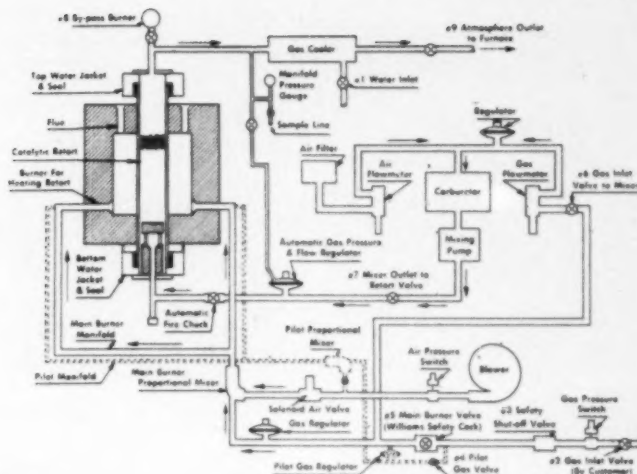 #8 By-pass Burner
#9 Atmosphere Outlet
to Furnace
Gas Cooler
Top Water Jacket
& Seal
Manifold
Pressure
Gauge
#1 Water Inlet
Regulator
Flue
Sample Line
Catalytic Retort
Air Filter
Air
Flowmeter
Gas
Flowmeter
#6 Gas Inlet
Valve to Mixer
Burner For
Heating Retort
Carburetor
Mixing
Pump
Automatic
Gas Pressure
& Flow Regulator
Bottom
Water
Jacket
& Seal
#7 Mixer Outlet to
Retort Valve
Automatic
Fire Check
Main Burner
Manifold
Pilot Proportional
Mixer
Air Pressure
Switch
Blower
Pilot Manifold
Main Burner
Proportional Mixer
Solenoid Air Valve
Gas Regulator
#5 Main Burner Valve
(Williams Safety Cock)
#3 Safety
Shut-off Valve
Gas Pressure
Switch
Pilot Gas Regulator
#4 Pilot
Gas Valve
#2 Gas Inlet Valve
(By Customer)